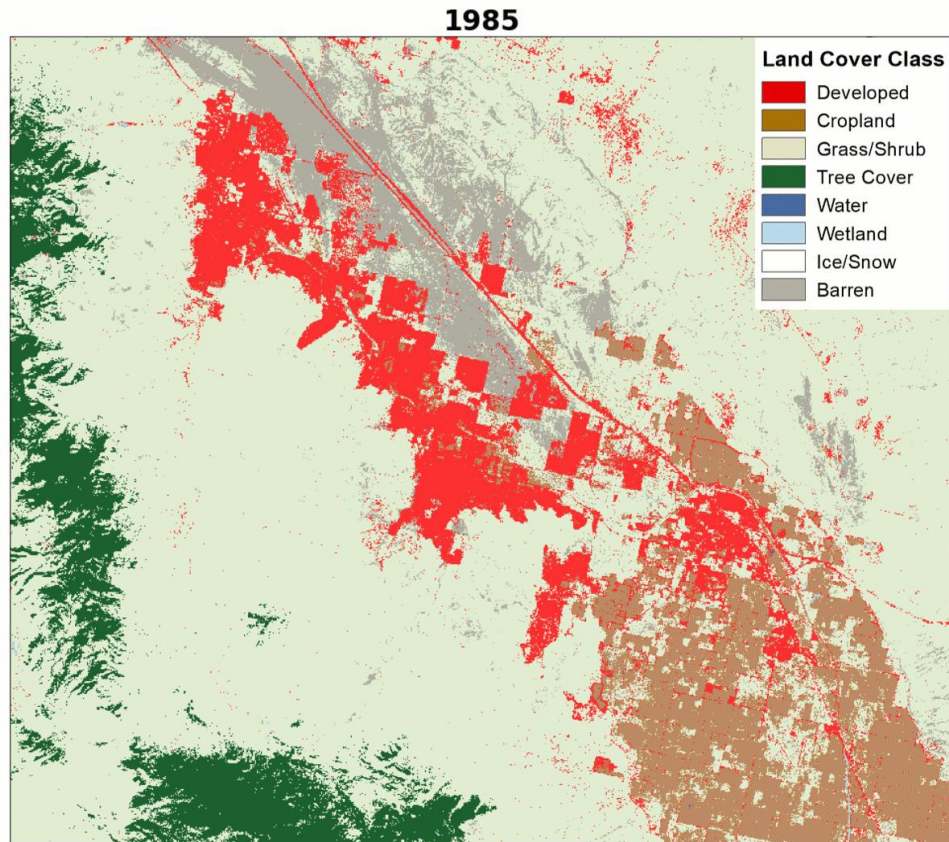 1985
Land Cover Class
Developed
Cropland
Grass/Shrub
Tree Cover
Water
Wetland
Ice/Snow
Barren